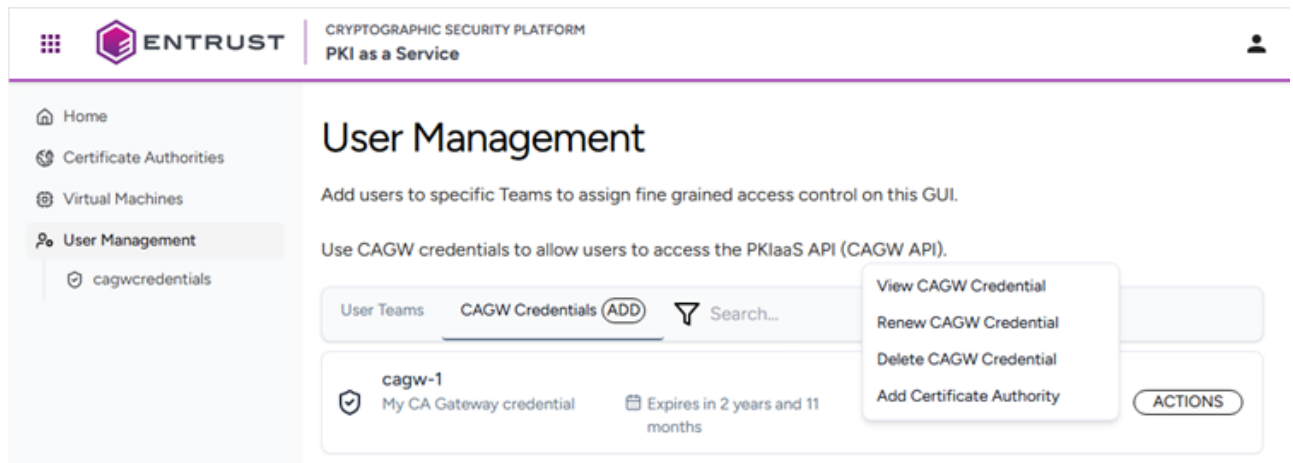 ENTRUST
CRYPTOGRAPHIC SECURITY PLATFORM
PKI as a Service
Home
Certificate Authorities
Virtual Machines
User Management
cagwcredentials
User Management
Add users to specific Teams to assign fine grained access control on this GUI.
Use CAGW credentials to allow users to access the PKIaaS API (CAGW API).
User Teams
CAGW Credentials ADD
Search...
View CAGW Credential
Renew CAGW Credential
Delete CAGW Credential
Add Certificate Authority
cagw-1
My CA Gateway credential
Expires in 2 years and 11
months
ACTIONS